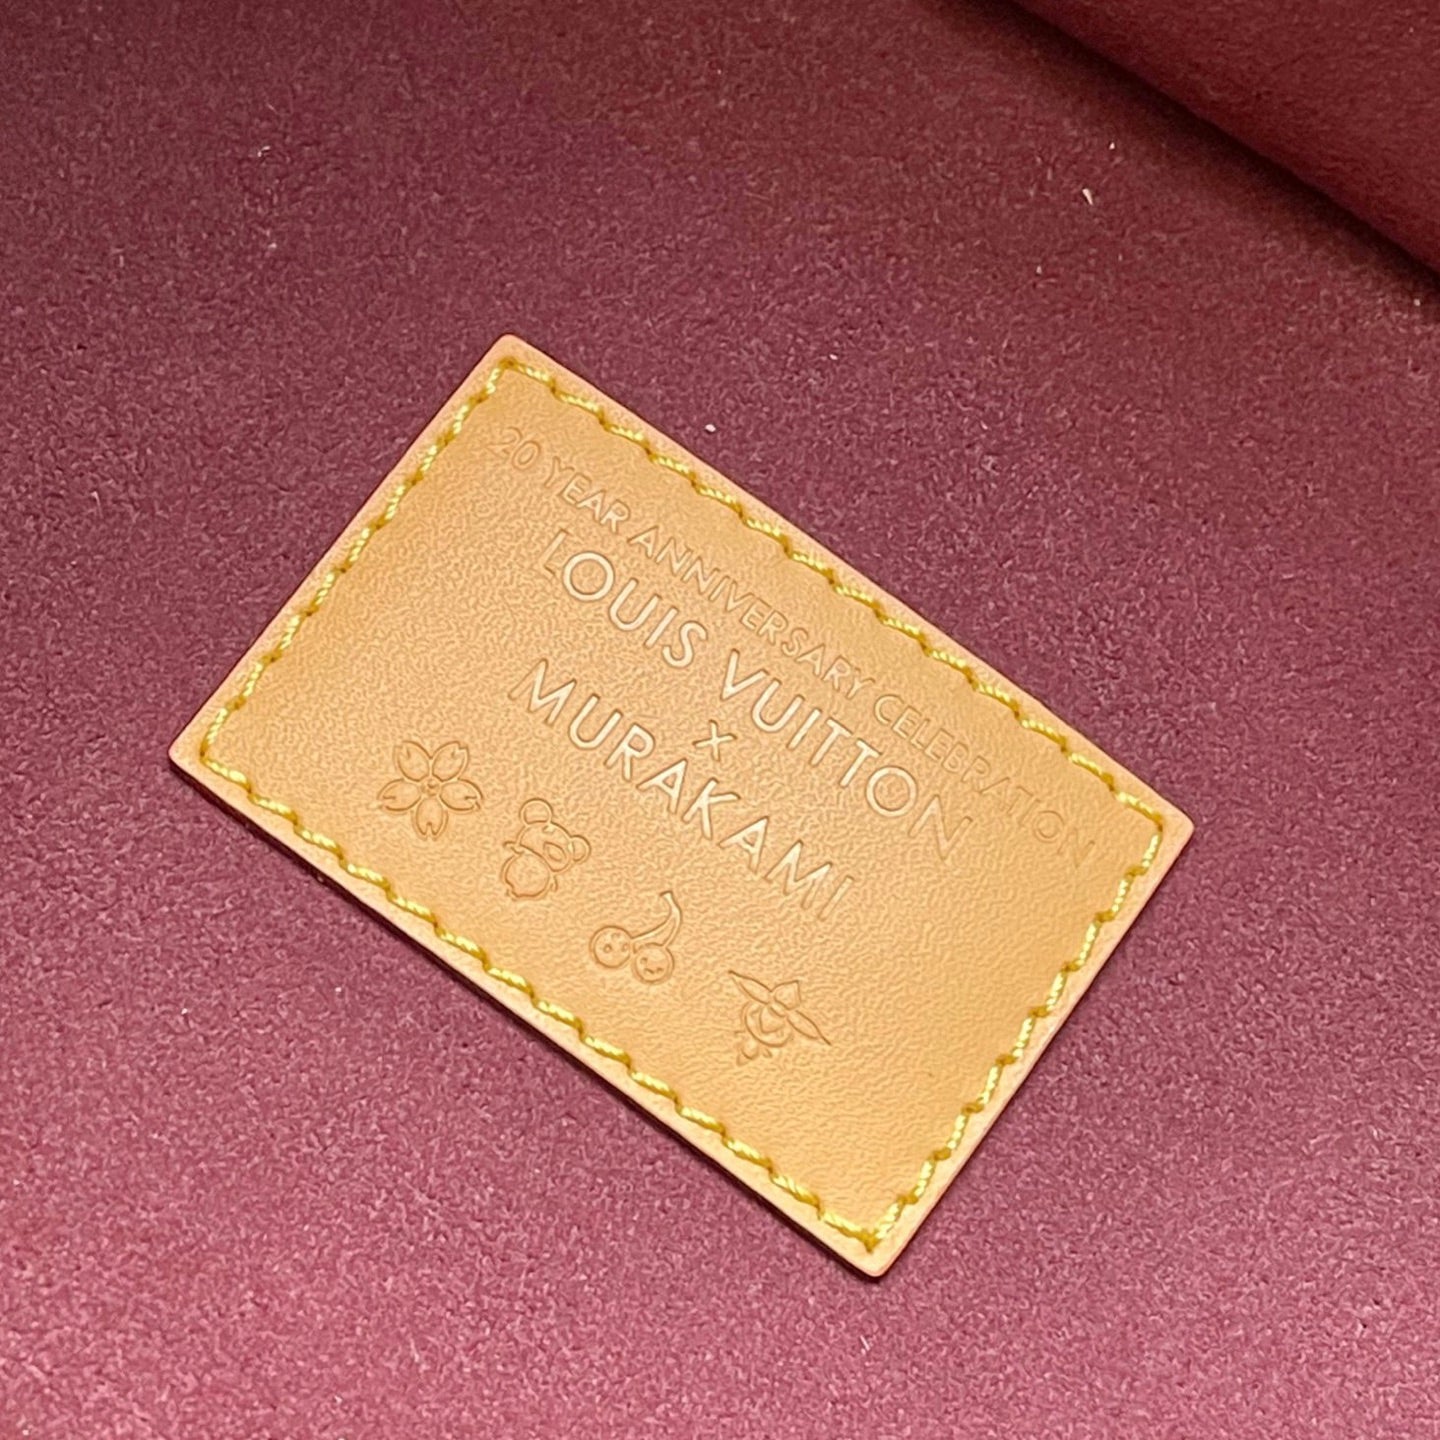 20 YEAR ANNIVERSARY CELEBRATION
LOUIS VUITTON
×
MURAKAMI